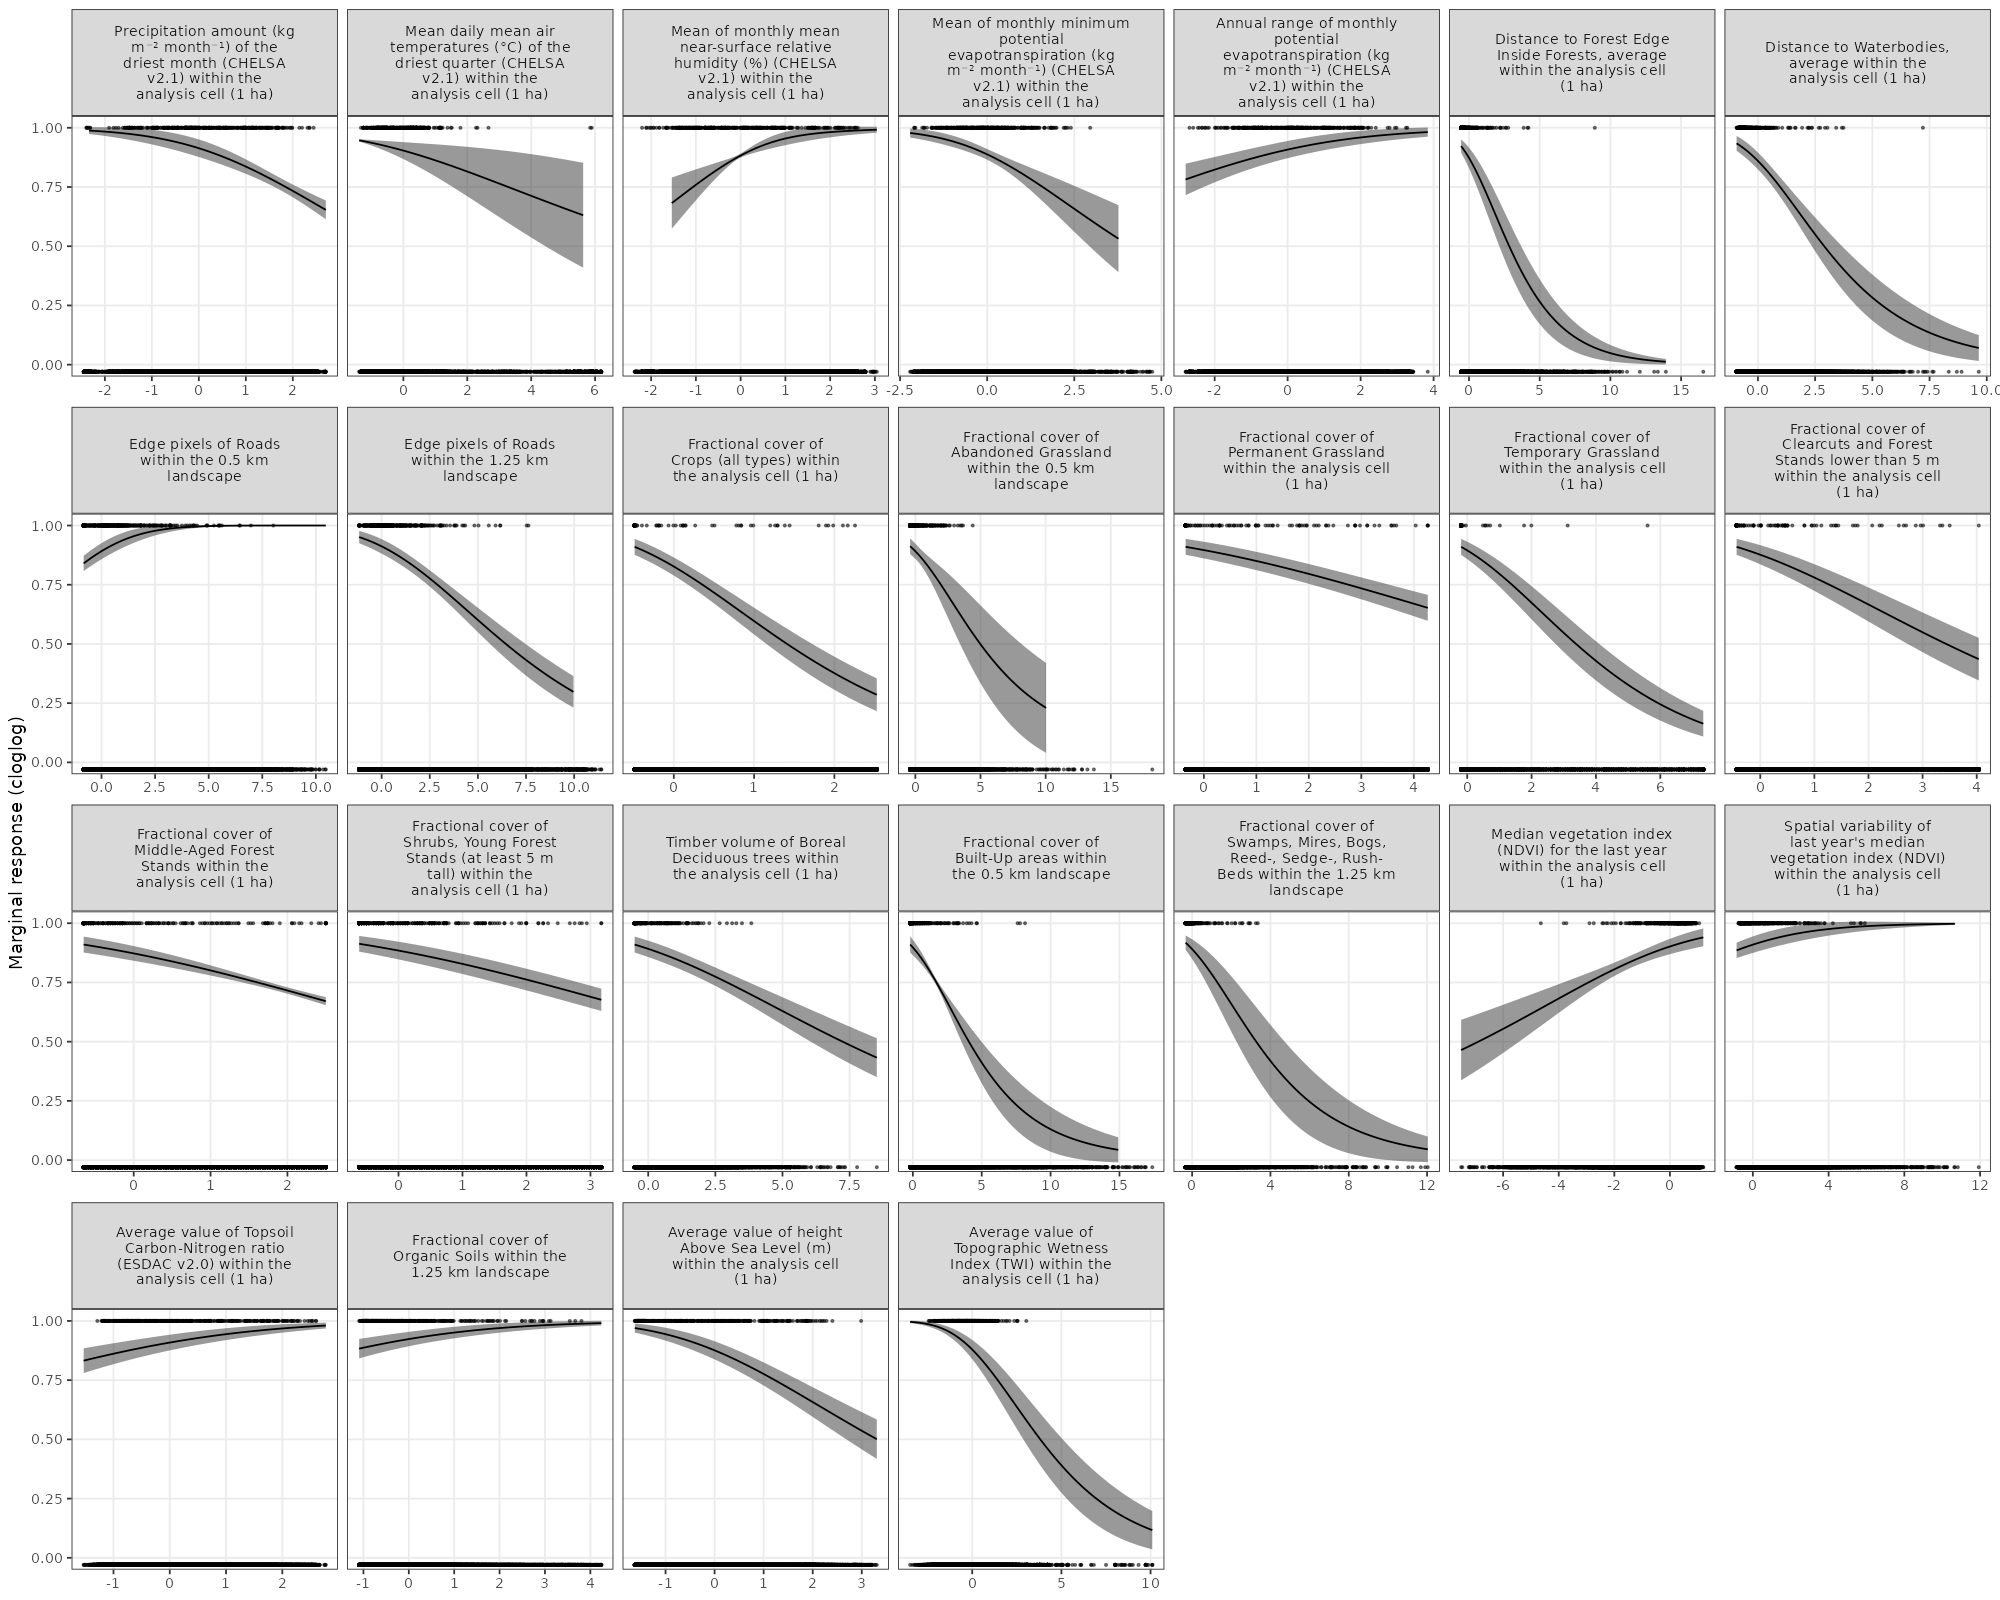 Precipitation amount (kg
m⁻² month⁻¹) of the
driest month (CHELSA
v2.1) within the
analysis cell (1 ha)
Mean daily mean air
temperatures (°C) of the
driest quarter (CHELSA
v2.1) within the
analysis cell (1 ha)
Mean of monthly mean
near-surface relative
humidity (%) (CHELSA
v2.1) within the
analysis cell (1 ha)
Mean of monthly minimum
potential
evapotranspiration (kg
m⁻² month⁻¹) (CHELSA
v2.1) within the
analysis cell (1 ha)
Annual range of monthly
potential
evapotranspiration (kg
m⁻² month⁻¹) (CHELSA
v2.1) within the
analysis cell (1 ha)
Distance to Forest Edge
Inside Forests, average
within the analysis cell
(1 ha)
Distance to Waterbodies,
average within the
analysis cell (1 ha)
1.00
0.75
0.50
0.25
0.00
-2 -1 0 1 2
0 2 4 6
-2 -1 0 1 2 3
-2.5 0.0 2.5 5.0
-2 0 2 4
0 5 10 15
0.0 2.5 5.0 7.5 10.0
Edge pixels of Roads
within the 0.5 km
landscape
Edge pixels of Roads
within the 1.25 km
landscape
Fractional cover of
Crops (all types) within
the analysis cell (1 ha)
Fractional cover of
Abandoned Grassland
within the 0.5 km
landscape
Fractional cover of
Permanent Grassland
within the analysis cell
(1 ha)
Fractional cover of
Temporary Grassland
within the analysis cell
(1 ha)
Fractional cover of
Clearcuts and Forest
Stands lower than 5 m
within the analysis cell
(1 ha)
1.00
0.75
0.50
0.25
0.00
0.0 2.5 5.0 7.5 10.0
0.0 2.5 5.0 7.5 10.0
0 1 2
0 5 10 15
0 1 2 3 4
0 2 4 6
0 1 2 3 4
Marginal response (cloglog)
Fractional cover of
Middle-Aged Forest
Stands within the
analysis cell (1 ha)
Fractional cover of
Shrubs, Young Forest
Stands (at least 5 m
tall) within the
analysis cell (1 ha)
Timber volume of Boreal
Deciduous trees within
the analysis cell (1 ha)
Fractional cover of
Built-Up areas within
the 0.5 km landscape
Fractional cover of
Swamps, Mires, Bogs,
Reed-, Sedge-, Rush-
Beds within the 1.25 km
landscape
Median vegetation index
(NDVI) for the last year
within the analysis cell
(1 ha)
Spatial variability of
last year's median
vegetation index (NDVI)
within the analysis cell
(1 ha)
1.00
0.75
0.50
0.25
0.00
0 1 2
0 1 2 3
0.0 2.5 5.0 7.5
0 5 10 15
0 4 8 12
-6 -4 -2 0
0 4 8 12
Average value of Topsoil
Carbon-Nitrogen ratio
(ESDAC v2.0) within the
analysis cell (1 ha)
Fractional cover of
Organic Soils within the
1.25 km landscape
Average value of height
Above Sea Level (m)
within the analysis cell
(1 ha)
Average value of
Topographic Wetness
Index (TWI) within the
analysis cell (1 ha)
1.00
0.75
0.50
0.25
0.00
-1 0 1 2
-1 0 1 2 3 4
-1 0 1 2 3
0 5 10